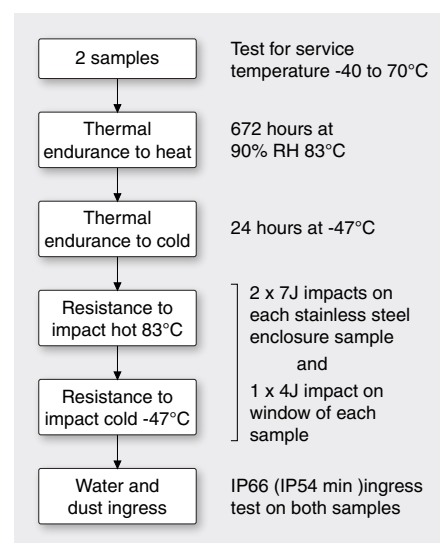 2 samples
Test for service
temperature -40 to 70°C
Thermal
endurance to heat
672 hours at
90% RH 83°C
Thermal
endurance to cold
24 hours at -47°C
Resistance to
impact hot 83°C
2 x 7J impacts on
each stainless steel
enclosure sample
and
1 x 4J impact on
window of each
sample
Resistance to
impact cold -47°C
Water and
dust ingress
IP66 (IP54 min )ingress
test on both samples